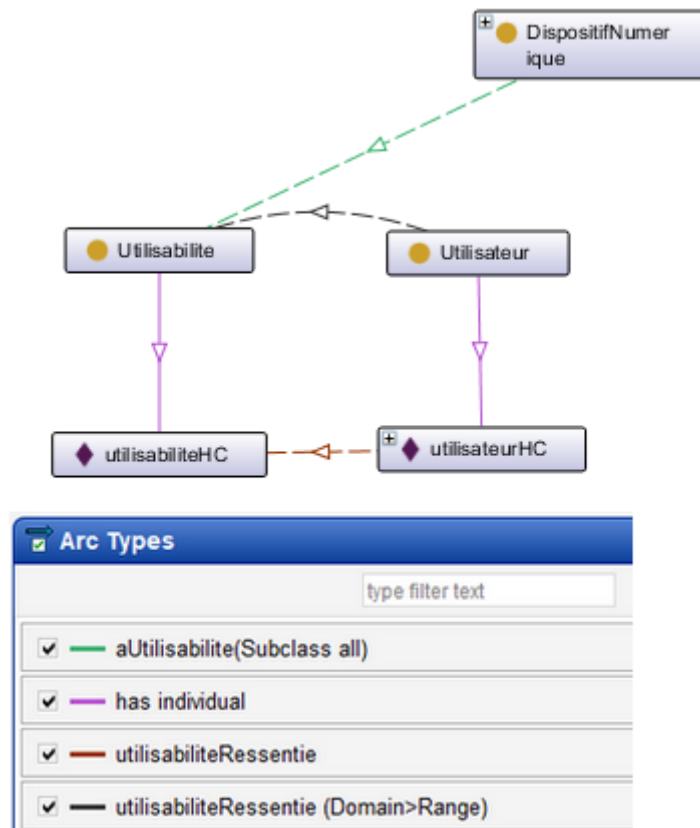 DispositifNumer
ique
Utilisabilite
Utilisateur
utilisabiliteHC
utilisateurHC
Arc Types
type filter text
aUtilisabilite(Subclass all)
has individual
utilisabiliteRessentie
utilisabiliteRessentie (Domain>Range)